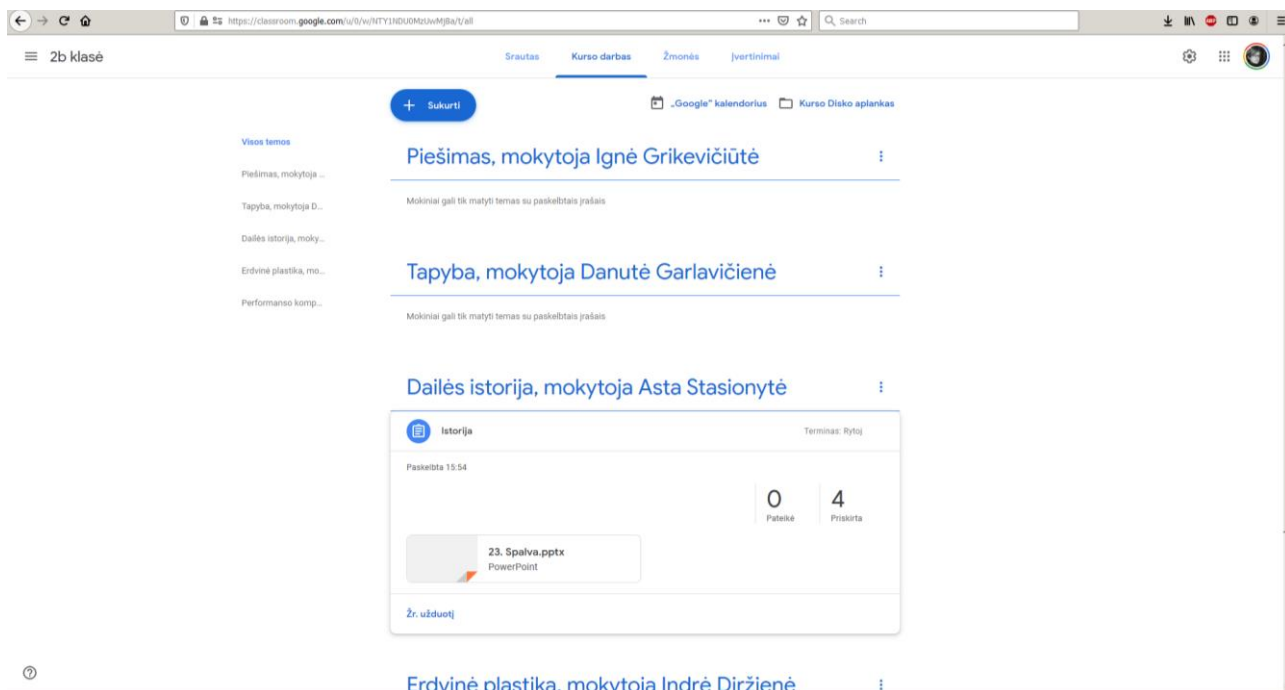 https://classroom.google.com/u/0/w/NTY1NDU0MzUwMjBa/t/all
Search
2b klasė
Srautas Kurso darbas Žmonės Įvertinimai
Sukurti
„Google“ kalendorius Kurso Disko aplankas
Visos temos
Piešimas, mokytoja ...
Tapyba, mokytoja D...
Dailės istorija, moky...
Erdvinė plastika, mo...
Performanso komp...
Piešimas, mokytoja Ignė Grikevičiūtė
Mokiniai gali tik matyti temas su paskelbtais įrašais
Tapyba, mokytoja Danutė Garlavičienė
Mokiniai gali tik matyti temas su paskelbtais įrašais
Dailės istorija, mokytoja Asta Stasionytė
Istorija Terminas: Rytoj
Paskelbta 15:54
0 4
Pateikė Priskirta
23. Spalva.pptx
PowerPoint
Žr. užduotį
Erdvinė plastika, mokytoja Indrė Diržienė